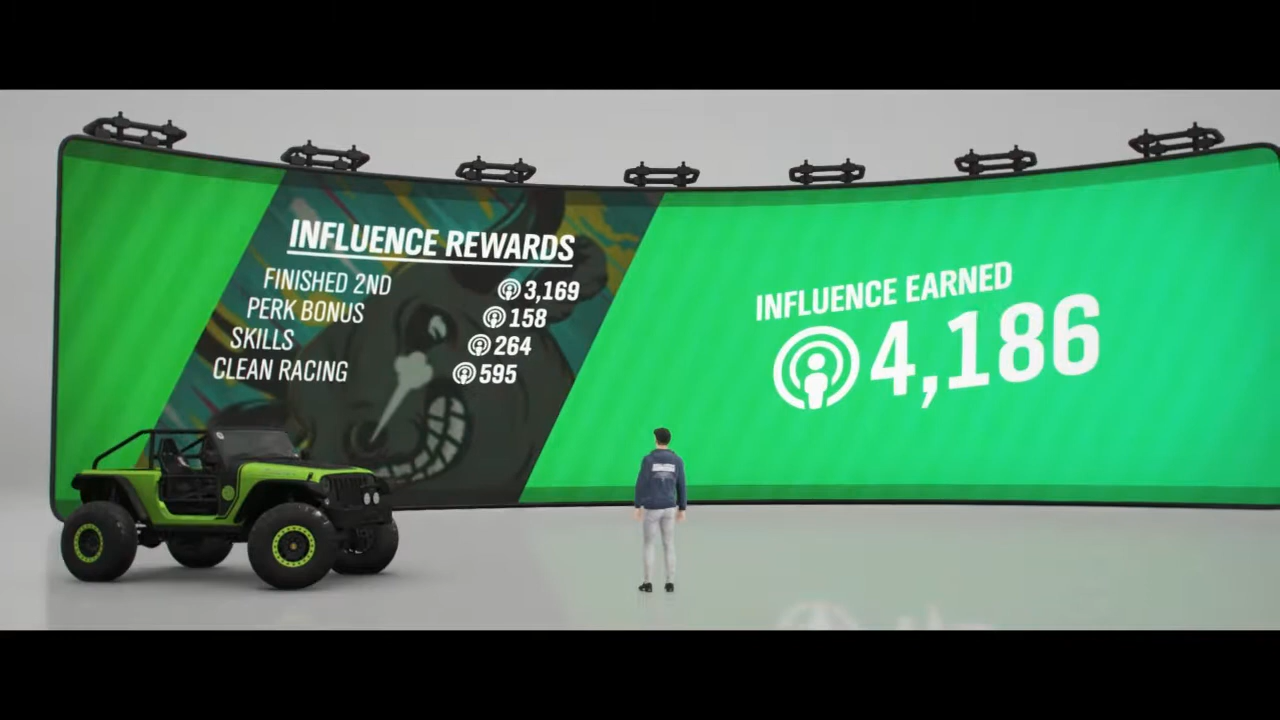 INFLUENCE REWARDS
FINISHED 2ND 3,169
PERK BONUS 158
SKILLS 264
CLEAN RACING 595
INFLUENCE EARNED
4,186